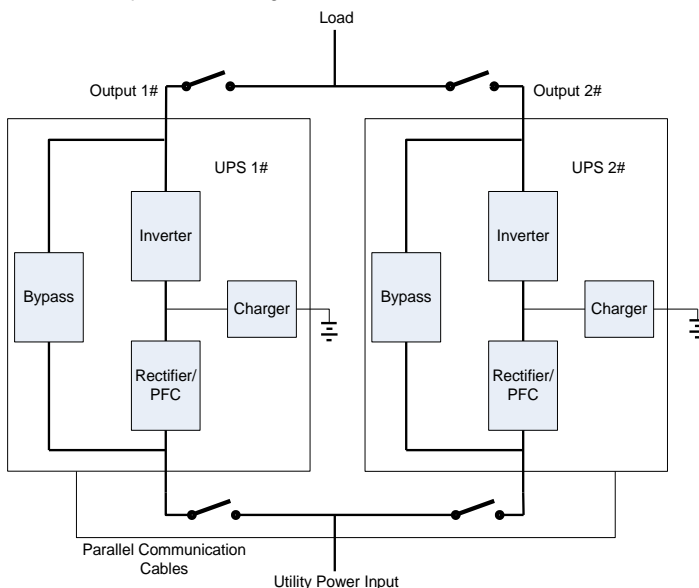 Load
Output 1#
Output 2#
UPS 1#
UPS 2#
Inverter
Inverter
Bypass
Charger
Bypass
Charger
Rectifier/
PFC
Rectifier/
PFC
Parallel Communication
Cables
Utility Power Input